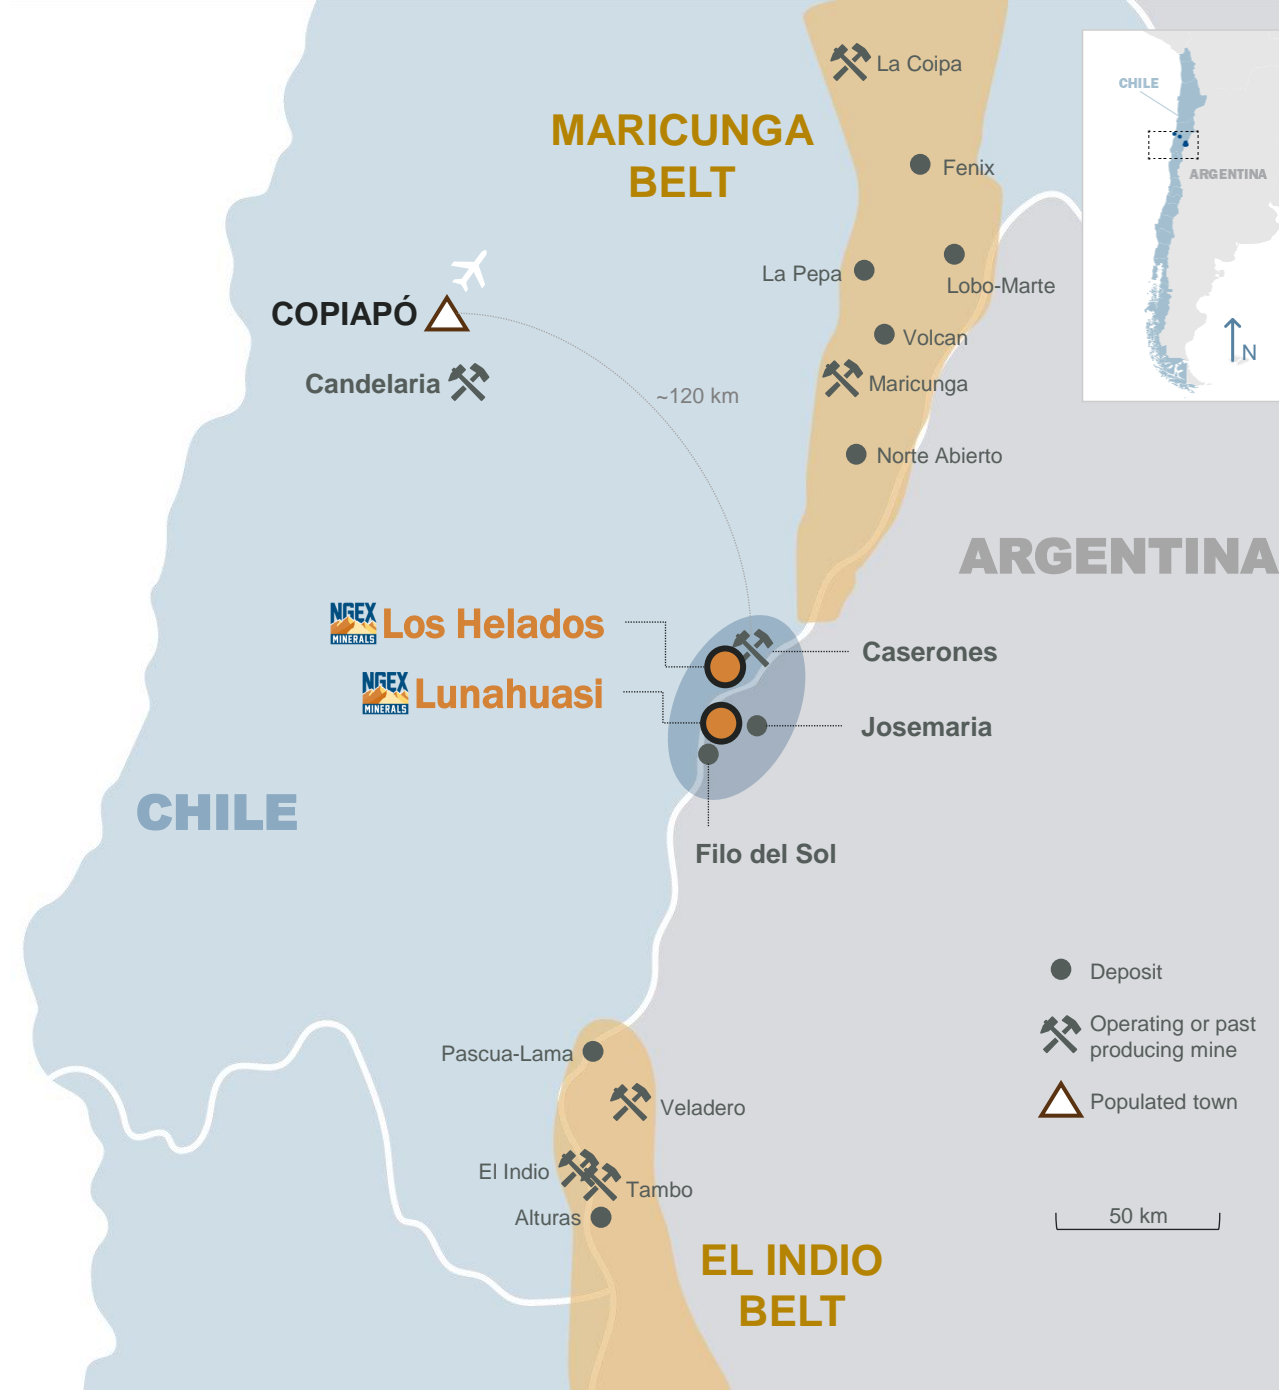 La Coipa
MARICUNGA
BELT
Fenix
CHILE
ARGENTINA
N
La Pepa
Lobo-Marte
COPIAPÓ
Volcan
Candelaria
Maricunga
~120 km
Norte Abierto
ARGENTINA
NGEX
MINERALS
Los Helados
Caserones
NGEX
MINERALS
Lunahuasi
Josemaria
CHILE
Filo del Sol
Deposit
Operating or past
producing mine
Populated town
Pascua-Lama
Veladero
El Indio
Tambo
Alturas
50 km
EL INDIO
BELT